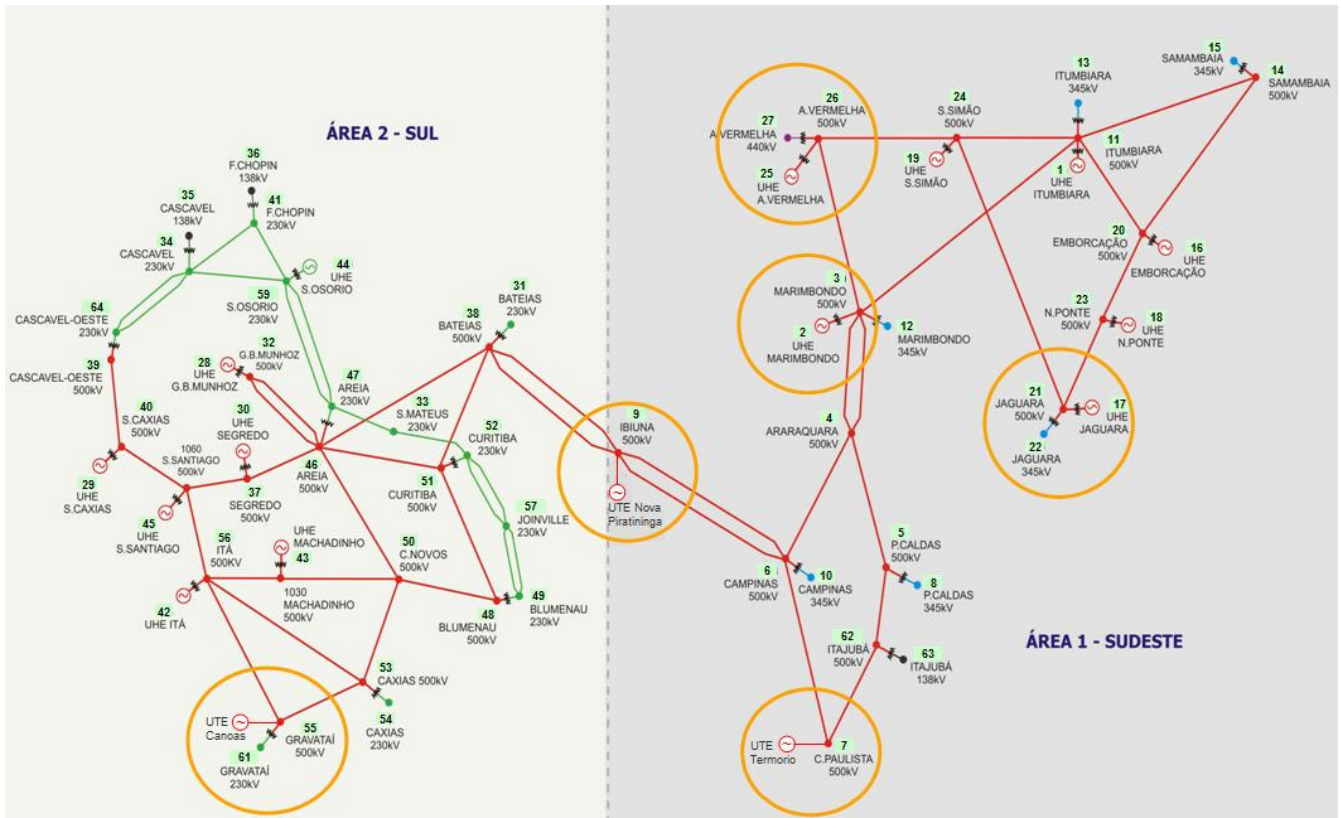 ÁREA 2 - SUL
36
F.CHOPIN
138kV
35
CASCAVEL
138kV
41
F.CHOPIN
230kV
34
CASCAVEL
230kV
44
UHE
S.OSORIO
59
S.OSORIO
230kV
64
CASCAVEL-OESTE
230kV
39
CASCAVEL-OESTE
500kV
28
UHE
G.B.MUNHOZ
32
G.B.MUNHOZ
500kV
47
AREIA
230kV
33
S.MATEUS
230kV
38
BATEIAS
500kV
31
BATEIAS
230kV
40
S.CAXIAS
500kV
30
UHE
SEGREDO
52
CURITIBA
230kV
29
UHE
S.CAXIAS
1060
S.SANTIAGO
500kV
37
SEGREDO
500kV
46
AREIA
500kV
51
CURITIBA
500kV
45
UHE
S.SANTIAGO
57
JOINVILLE
230kV
56
ITÁ
500KV
UHE
MACHADINHO
43
1030
MACHADINHO
500kV
50
C.NOVOS
500kV
42
UHE ITÁ
48
BLUMENAU
500kV
49
BLUMENAU
230kV
53
CAXIAS 500kV
54
CAXIAS
230kV
UTE
Canoas
55
GRAVATAÍ
500kV
61
GRAVATAÍ
230kV
9
IBIUNA
500kV
UTE Nova
Piratininga
ÁREA 1 - SUDESTE
15
SAMAMBAIA
345kV
14
SAMAMBAIA
500kV
13
ITUMBIARA
345kV
26
A.VERMELHA
500kV
24
S.SIMÃO
500kV
27
A.VERMELHA
440kV
25
UHE
A.VERMELHA
19
UHE
S.SIMÃO
11
ITUMBIARA
500kV
1
UHE
ITUMBIARA
20
EMBORCAÇÃO
500kV
16
UHE
EMBORCAÇÃO
3
MARIMBONDO
500kV
2
UHE
MARIMBONDO
12
MARIMBONDO
345kV
23
N.PONTE
500kV
18
UHE
N.PONTE
21
JAGUARA
500kV
17
UHE
JAGUARA
22
JAGUARA
345kV
4
ARARAQUARA
500kV
5
P.CALDAS
500kV
6
CAMPINAS
500kV
10
CAMPINAS
345kV
8
P.CALDAS
345kV
62
ITAJUBÁ
500kV
63
ITAJUBÁ
138kV
UTE
Termorio
7
C.PAULISTA
500kV